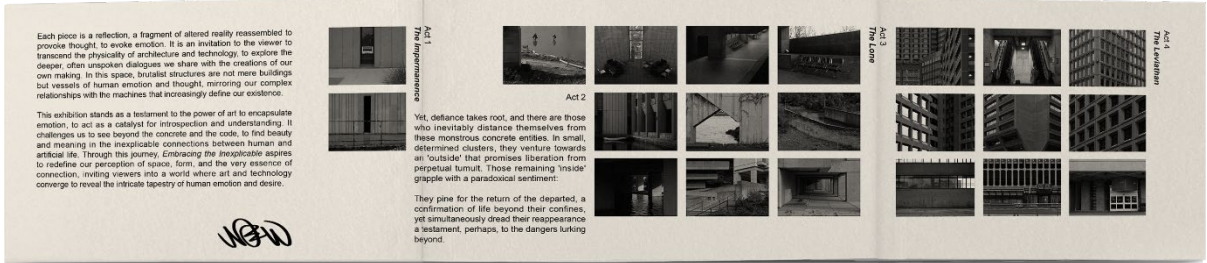 Each piece is a reflection, a fragment of altered reality reassembled to
provoke thought, to evoke emotion. It is an invitation to the viewer to
transcend the physicality of architecture and technology, to explore the
deeper, often unspoken dialogues we share with the creations of our
own making. In this space, brutalist structures are not mere buildings
but vessels of human emotion and thought, mirroring our complex
relationships with the machines that increasingly define our existence.
This exhibition stands as a testament to the power of art to encapsulate
emotion, to act as a catalyst for introspection and understanding. It
challenges us to see beyond the concrete and the code, to find beauty
and meaning in the inexplicable connections between human and
artificial life. Through this journey, Embracing the Inexplicable aspires
to redefine our perception of space, form, and the very essence of
connection, inviting viewers into a world where art and technology
converge to reveal the intricate tapestry of human emotion and desire.
Act 1
The Impermanence
Act 2
Yet, defiance takes root, and there are those
who inevitably distance themselves from
these monstrous concrete entities. In small,
determined clusters, they venture towards
an 'outside' that promises liberation from
perpetual tumult. Those remaining 'inside'
grapple with a paradoxical sentiment:
They pine for the return of the departed, a
confirmation of life beyond their confines,
yet simultaneously dread their reappearance
a testament, perhaps, to the dangers lurking
beyond.
Act 3
The Lone
Act 4
The Leviathan